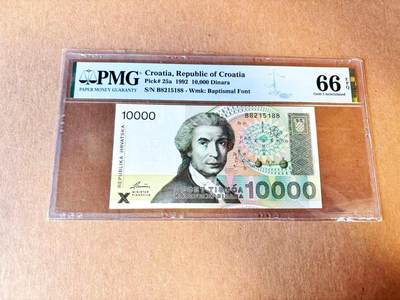 PMG
PAPER MONEY GUARANTY
Croatia, Republic of Croatia
Pick# 25a 1992 10,000 Dinara
S/N B8215188 - Wmk: Baptismal Font
66 EPQ
Gem Uncirculated
10000
B8215188
REPUBLIKA HRVATSKA
10000